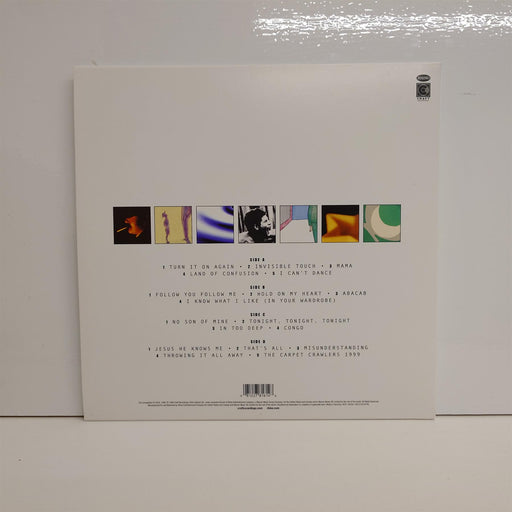 CRAFT
SIDE A
1 TURN IT ON AGAIN • 2 INVISIBLE TOUCH • 3 MAMA
4 LAND OF CONFUSION • 5 I CAN'T DANCE
SIDE B
1 FOLLOW YOU FOLLOW ME • 2 HOLD ON MY HEART • 3 ABACAB
4 I KNOW WHAT I LIKE (IN YOUR WARDROBE)
SIDE C
1 NO SON OF MINE • 2 TONIGHT, TONIGHT, TONIGHT
3 IN TOO DEEP • 4 CONGO
SIDE D
1 JESUS HE KNOWS ME • 2 THAT'S ALL • 3 MISUNDERSTANDING
4 THROWING IT ALL AWAY • 5 THE CARPET CRAWLERS 1999